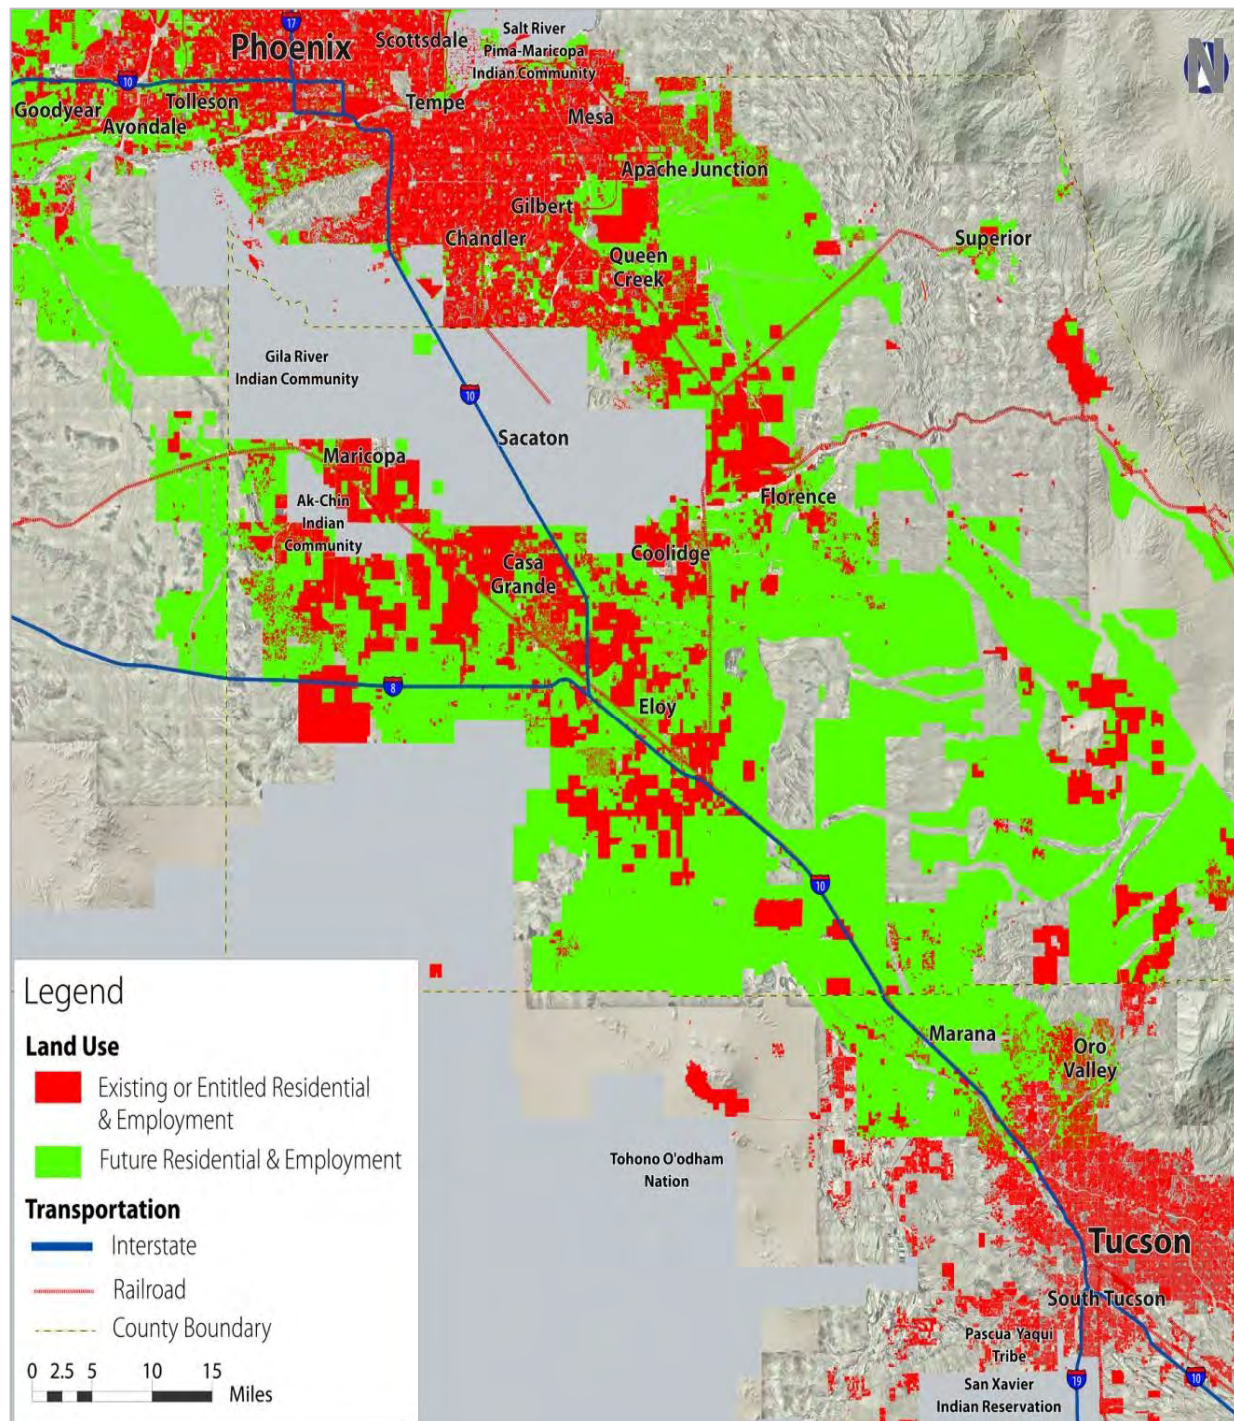 17
Phoenix
Scottsdale
Salt River
Pima-Maricopa
Indian Community
N
10
Goodyear
Tolleson
Avondale
Tempe
Mesa
Apache Junction
Gilbert
Chandler
Queen
Creek
Superior
Gila River
Indian Community
10
Sacaton
Maricopa
Ak-Chin
Indian
Community
Florence
Casa
Grande
Coolidge
8
Eloy
10
Marana
Oro
Valley
Tohono O'odham
Nation
Tucson
South Tucson
Pascua Yaqui
Tribe
San Xavier
Indian Reservation
19
10
Legend
Land Use
Existing or Entitled Residential
& Employment
Future Residential & Employment
Transportation
Interstate
Railroad
County Boundary
0 2.5 5 10 15
Miles